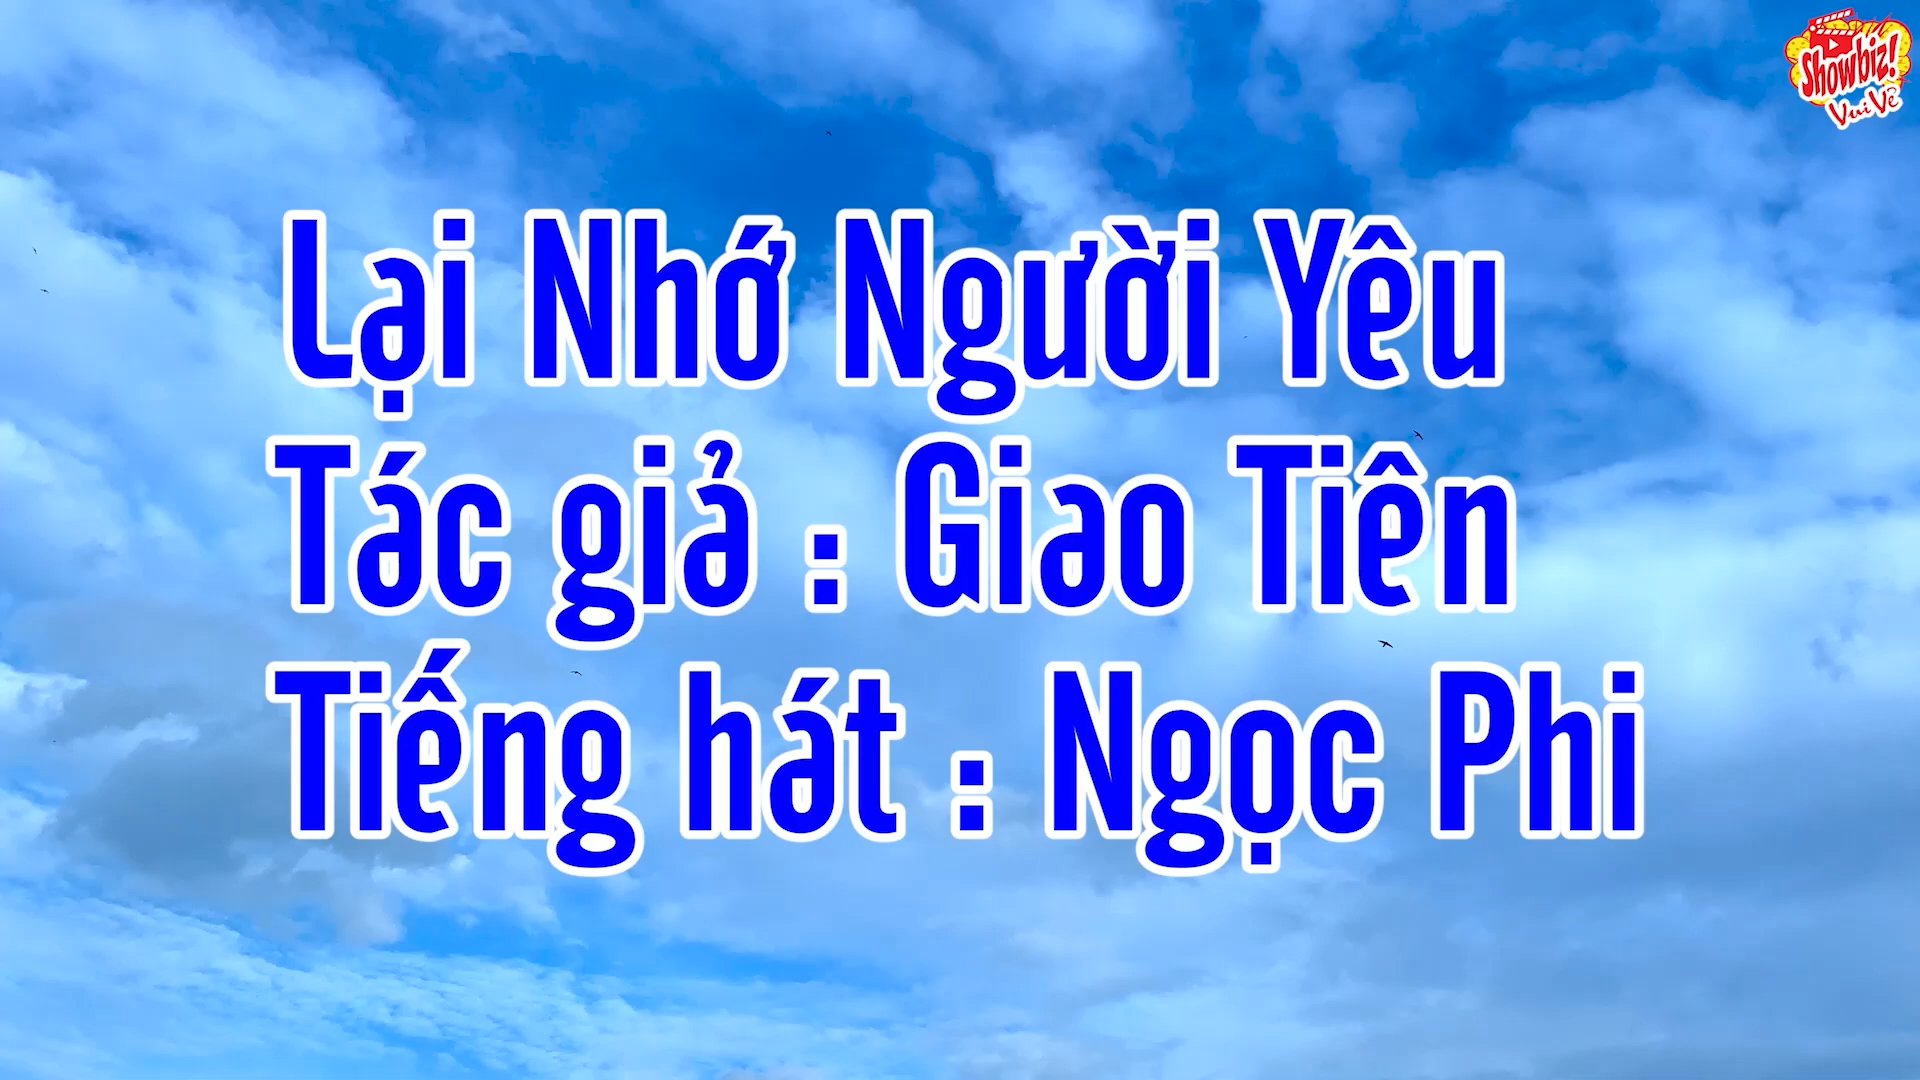 Showbiz!
Vui Vẻ
Lại Nhớ Người Yêu
Tác giả : Giao Tiên
Tiếng hát : Ngọc Phi